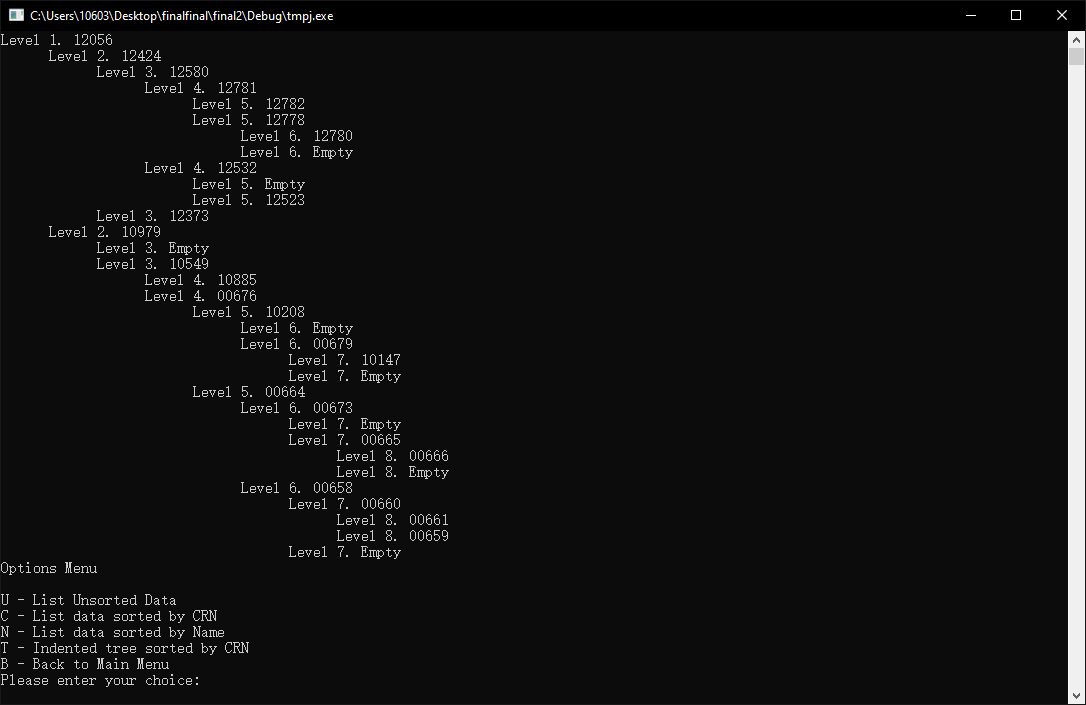 C:\Users\10603\Desktop\finalfinal\final2\Debug\tmpj.exe
Level 1. 12056
Level 2. 12424
Level 3. 12580
Level 4. 12781
Level 5. 12782
Level 5. 12778
Level 6. 12780
Level 6. Empty
Level 4. 12532
Level 5. Empty
Level 5. 12523
Level 3. 12373
Level 2. 10979
Level 3. Empty
Level 3. 10549
Level 4. 10885
Level 4. 00676
Level 5. 10208
Level 6. Empty
Level 6. 00679
Level 7. 10147
Level 7. Empty
Level 5. 00664
Level 6. 00673
Level 7. Empty
Level 7. 00665
Level 8. 00666
Level 8. Empty
Level 6. 00658
Level 7. 00660
Level 8. 00661
Level 8. 00659
Level 7. Empty
Options Menu
U - List Unsorted Data
C - List data sorted by CRN
N - List data sorted by Name
T - Indented tree sorted by CRN
B - Back to Main Menu
Please enter your choice: